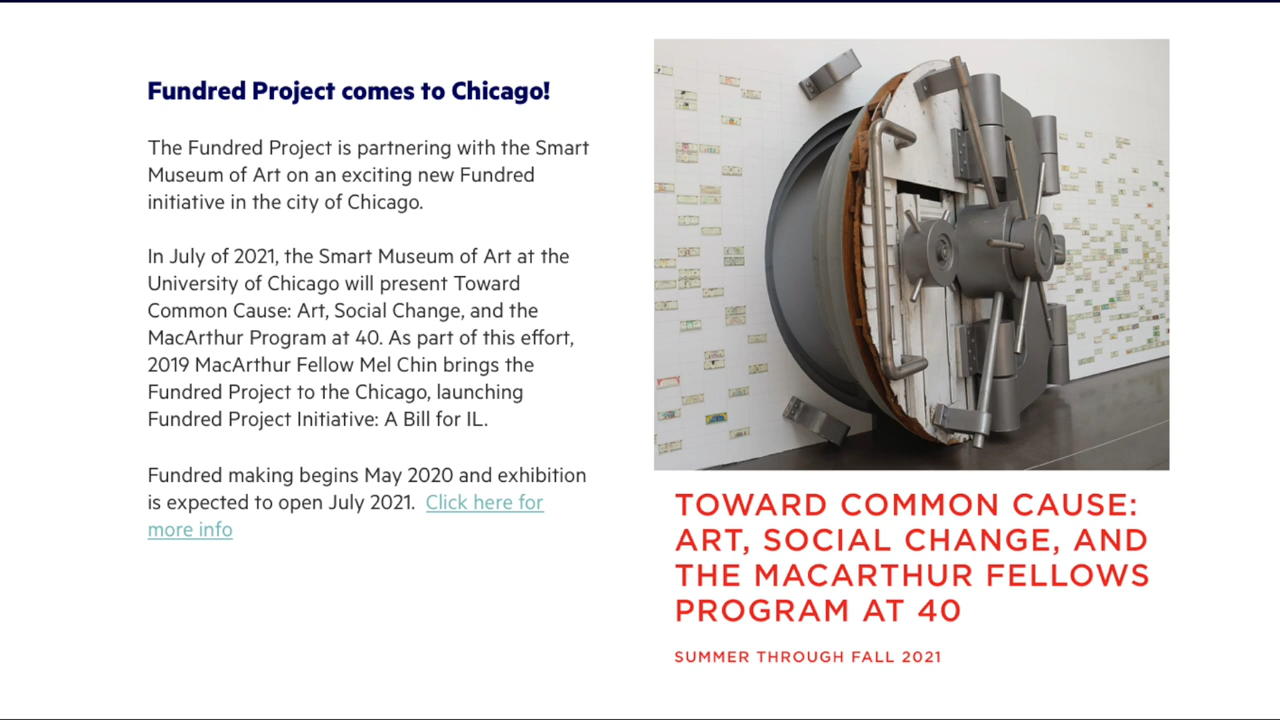 Fundred Project comes to Chicago!
The Fundred Project is partnering with the Smart
Museum of Art on an exciting new Fundred
initiative in the city of Chicago.
In July of 2021, the Smart Museum of Art at the
University of Chicago will present Toward
Common Cause: Art, Social Change, and the
MacArthur Program at 40. As part of this effort,
2019 MacArthur Fellow Mel Chin brings the
Fundred Project to the Chicago, launching
Fundred Project Initiative: A Bill for IL.
Fundred making begins May 2020 and exhibition
is expected to open July 2021. Click here for
more info
TOWARD COMMON CAUSE:
ART, SOCIAL CHANGE, AND
THE MACARTHUR FELLOWS
PROGRAM AT 40
SUMMER THROUGH FALL 2021